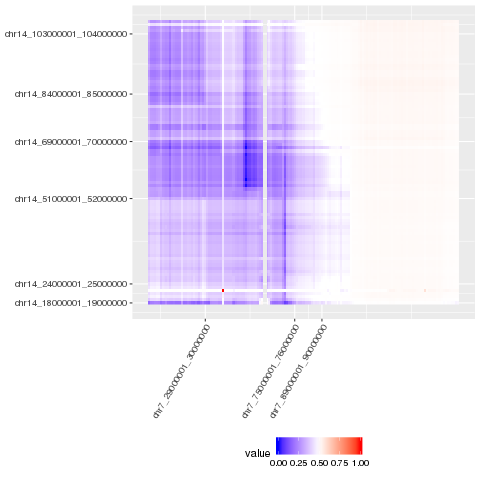 chr14_103000001_104000000
chr14_84000001_85000000
chr14_69000001_70000000
chr14_51000001_52000000
chr14_24000001_25000000
chr14_18000001_19000000
chr7_29000001_30000000
chr7_75000001_76000000
chr7_89000001_90000000
value
0.00 0.25 0.50 0.75 1.00